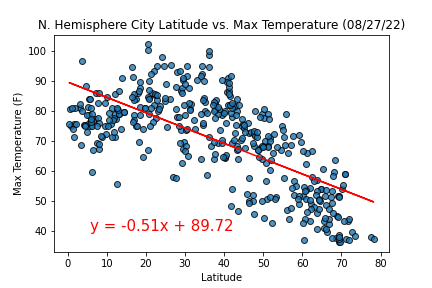 N. Hemisphere City Latitude vs. Max Temperature (08/27/22)
Max Temperature (F)
100
90
80
70
60
50
40
y = -0.51x + 89.72
0 10 20 30 40 50 60 70 80
Latitude